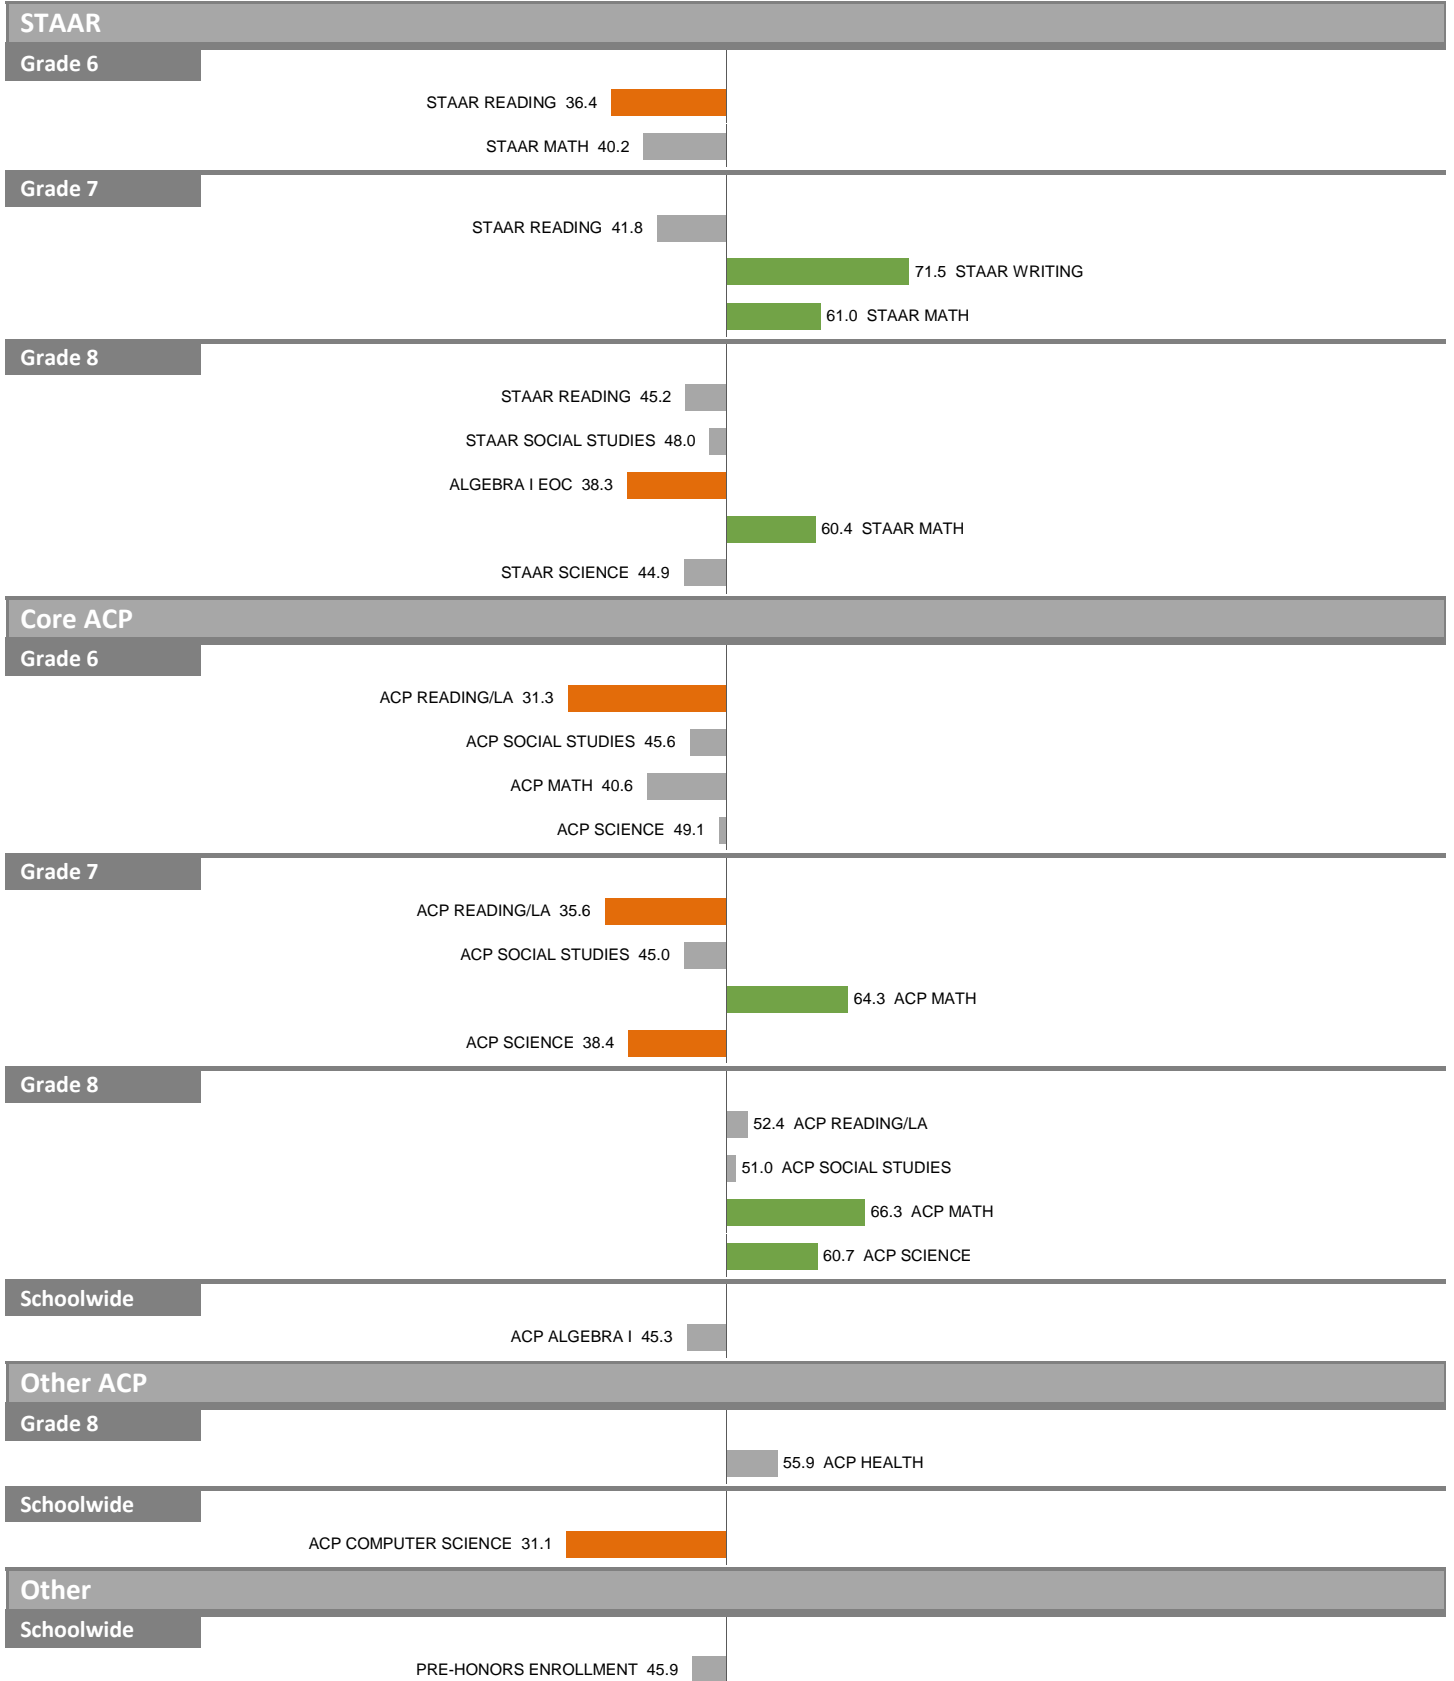 STAAR
Grade 6
STAAR READING 36.4
STAAR MATH 40.2
Grade 7
STAAR READING 41.8
71.5 STAAR WRITING
61.0 STAAR MATH
Grade 8
STAAR READING 45.2
STAAR SOCIAL STUDIES 48.0
ALGEBRA I EOC 38.3
60.4 STAAR MATH
STAAR SCIENCE 44.9
Core ACP
Grade 6
ACP READING/LA 31.3
ACP SOCIAL STUDIES 45.6
ACP MATH 40.6
ACP SCIENCE 49.1
Grade 7
ACP READING/LA 35.6
ACP SOCIAL STUDIES 45.0
64.3 ACP MATH
ACP SCIENCE 38.4
Grade 8
52.4 ACP READING/LA
51.0 ACP SOCIAL STUDIES
66.3 ACP MATH
60.7 ACP SCIENCE
Schoolwide
ACP ALGEBRA I 45.3
Other ACP
Grade 8
55.9 ACP HEALTH
Schoolwide
ACP COMPUTER SCIENCE 31.1
Other
Schoolwide
PRE-HONORS ENROLLMENT 45.9